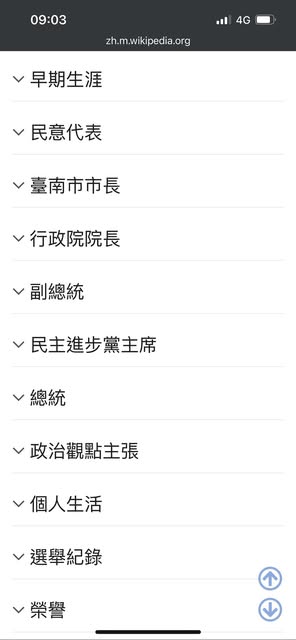 09:03
4G
zh.m.wikipedia.org
早期生涯
民意代表
臺南市市長
行政院院長
副總統
民主進步黨主席
總統
政治觀點主張
個人生活
選舉紀錄
榮譽